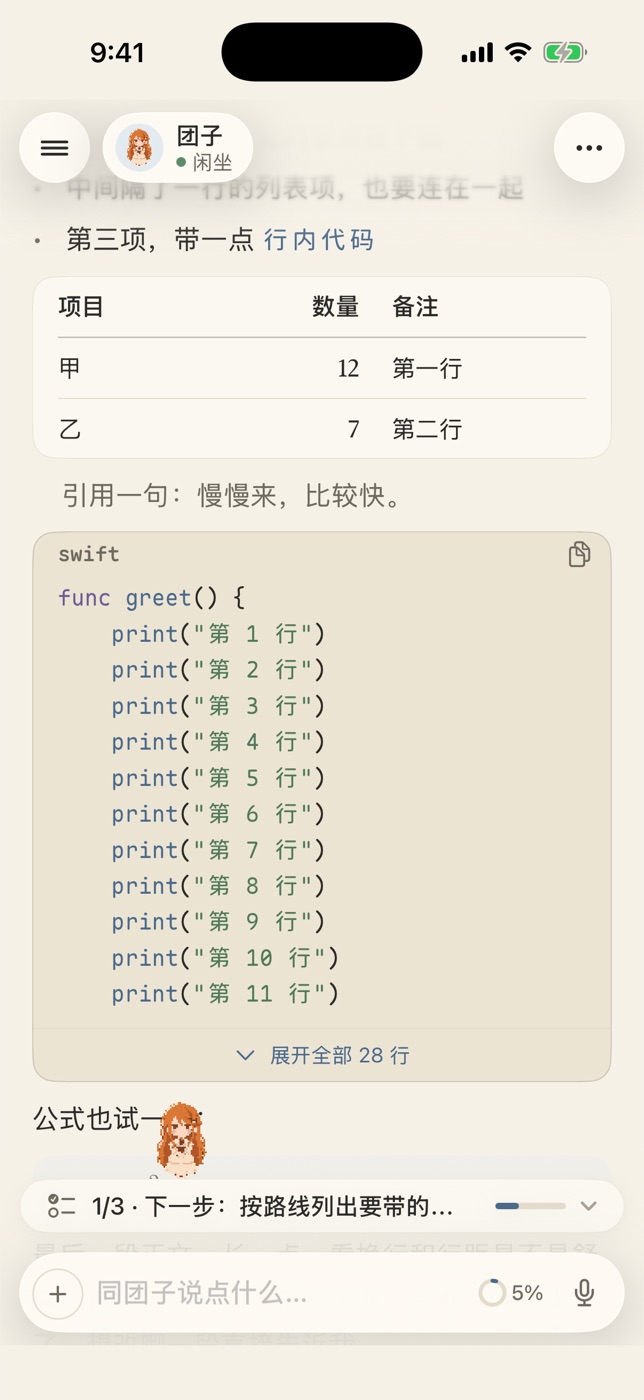 9:41
团子
闲坐
中间隔了一行的列表项，也要连在一起
第三项，带一点 行内代码
项目 数量 备注
甲 12 第一行
乙 7 第二行
引用一句：慢慢来，比较快。
swift
func greet() {
    print("第 1 行")
    print("第 2 行")
    print("第 3 行")
    print("第 4 行")
    print("第 5 行")
    print("第 6 行")
    print("第 7 行")
    print("第 8 行")
    print("第 9 行")
    print("第 10 行")
    print("第 11 行")
展开全部 28 行
公式也试一
1/3 · 下一步：按路线列出要带的...
同团子说点什么...
5%